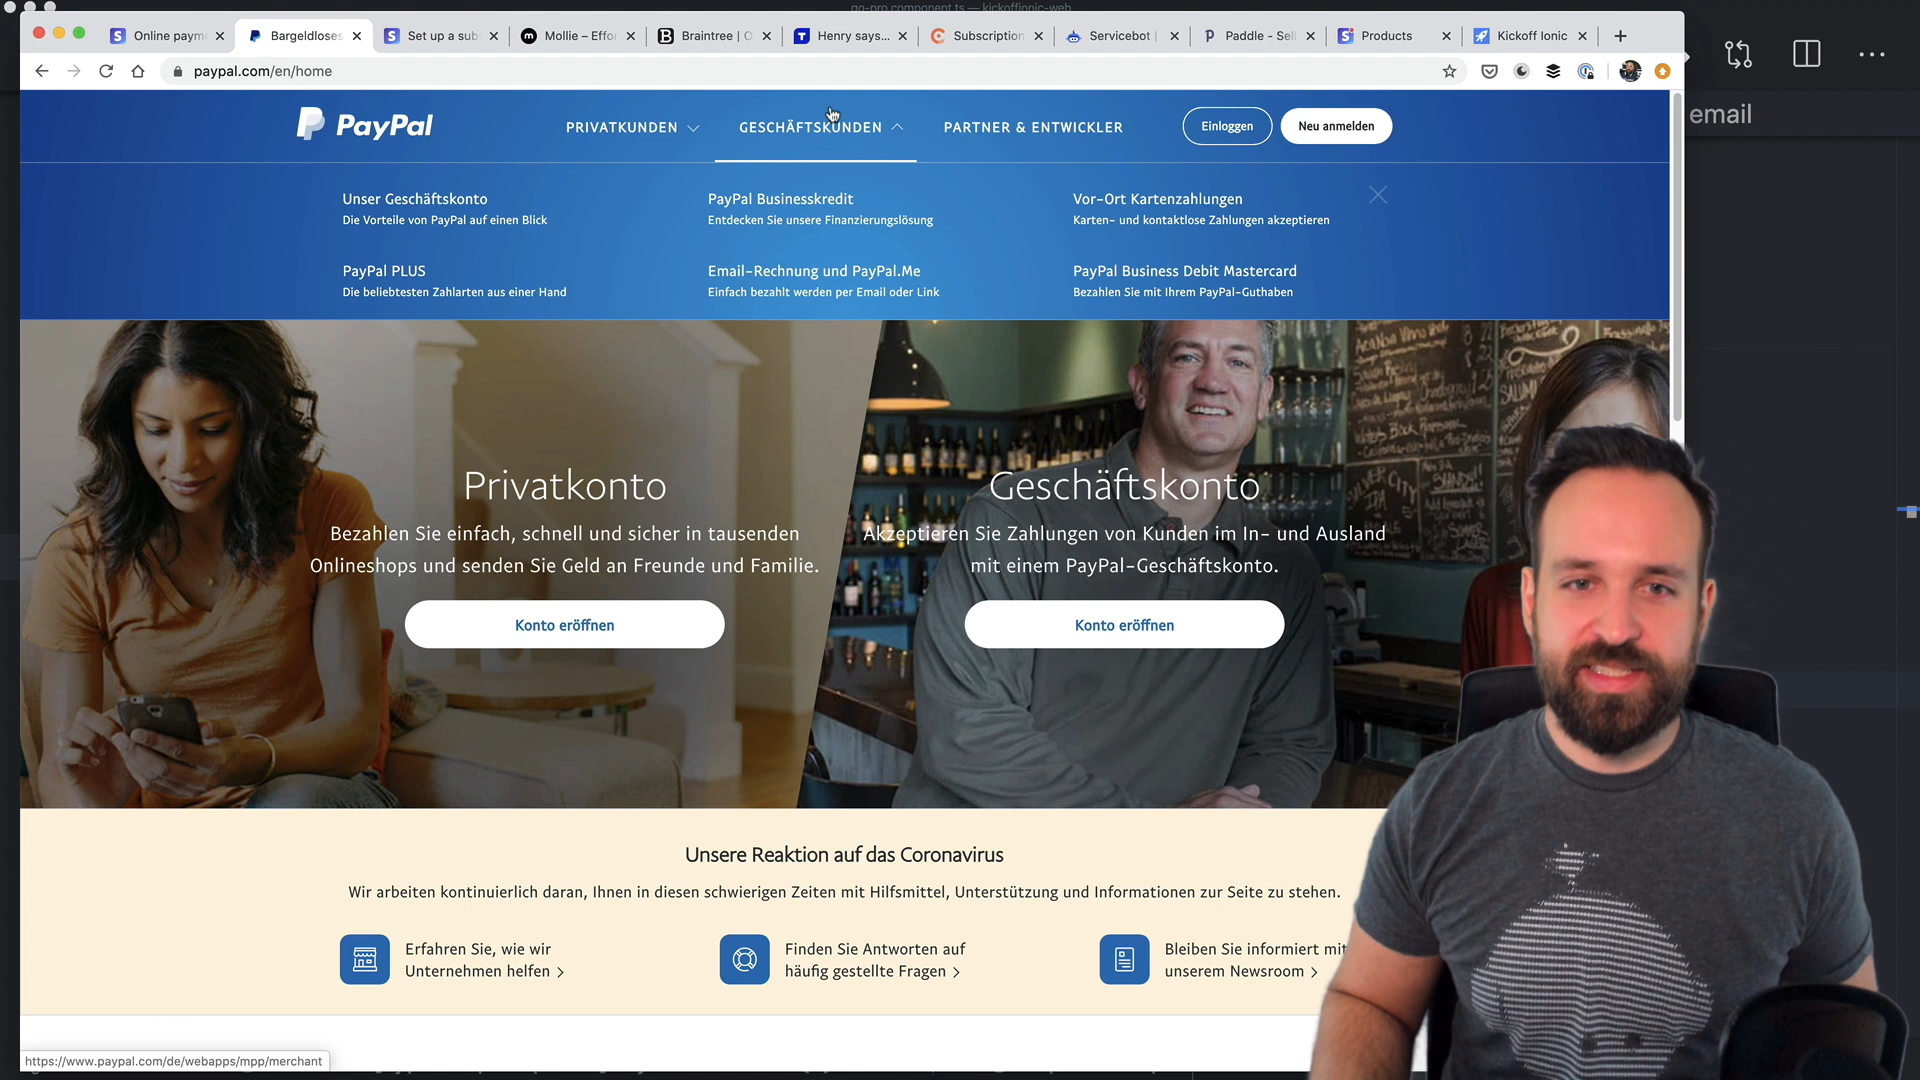 go-pro.component.ts — kickoffionic-web
Online paym
Bargeldloses
Set up a sub
Mollie – Effor
Braintree | O
Henry says...
Subscription
Servicebot |
Paddle - Sell
Products
Kickoff Ionic
paypal.com/en/home
email
PayPal
PRIVATKUNDEN
GESCHÄFTSKUNDEN
PARTNER & ENTWICKLER
Einloggen
Neu anmelden
Unser Geschäftskonto
Die Vorteile von PayPal auf einen Blick
PayPal Businesskredit
Entdecken Sie unsere Finanzierungslösung
Vor-Ort Kartenzahlungen
Karten- und kontaktlose Zahlungen akzeptieren
PayPal PLUS
Die beliebtesten Zahlarten aus einer Hand
Email-Rechnung und PayPal.Me
Einfach bezahlt werden per Email oder Link
PayPal Business Debit Mastercard
Bezahlen Sie mit Ihrem PayPal-Guthaben
Privatkonto
Bezahlen Sie einfach, schnell und sicher in tausenden
Onlineshops und senden Sie Geld an Freunde und Familie.
Konto eröffnen
Geschäftskonto
Akzeptieren Sie Zahlungen von Kunden im In- und Ausland
mit einem PayPal-Geschäftskonto.
Konto eröffnen
Unsere Reaktion auf das Coronavirus
Wir arbeiten kontinuierlich daran, Ihnen in diesen schwierigen Zeiten mit Hilfsmittel, Unterstützung und Informationen zur Seite zu stehen.
Erfahren Sie, wie wir
Unternehmen helfen >
Finden Sie Antworten auf
häufig gestellte Fragen >
Bleiben Sie informiert mit
unserem Newsroom >
https://www.paypal.com/de/webapps/mpp/merchant